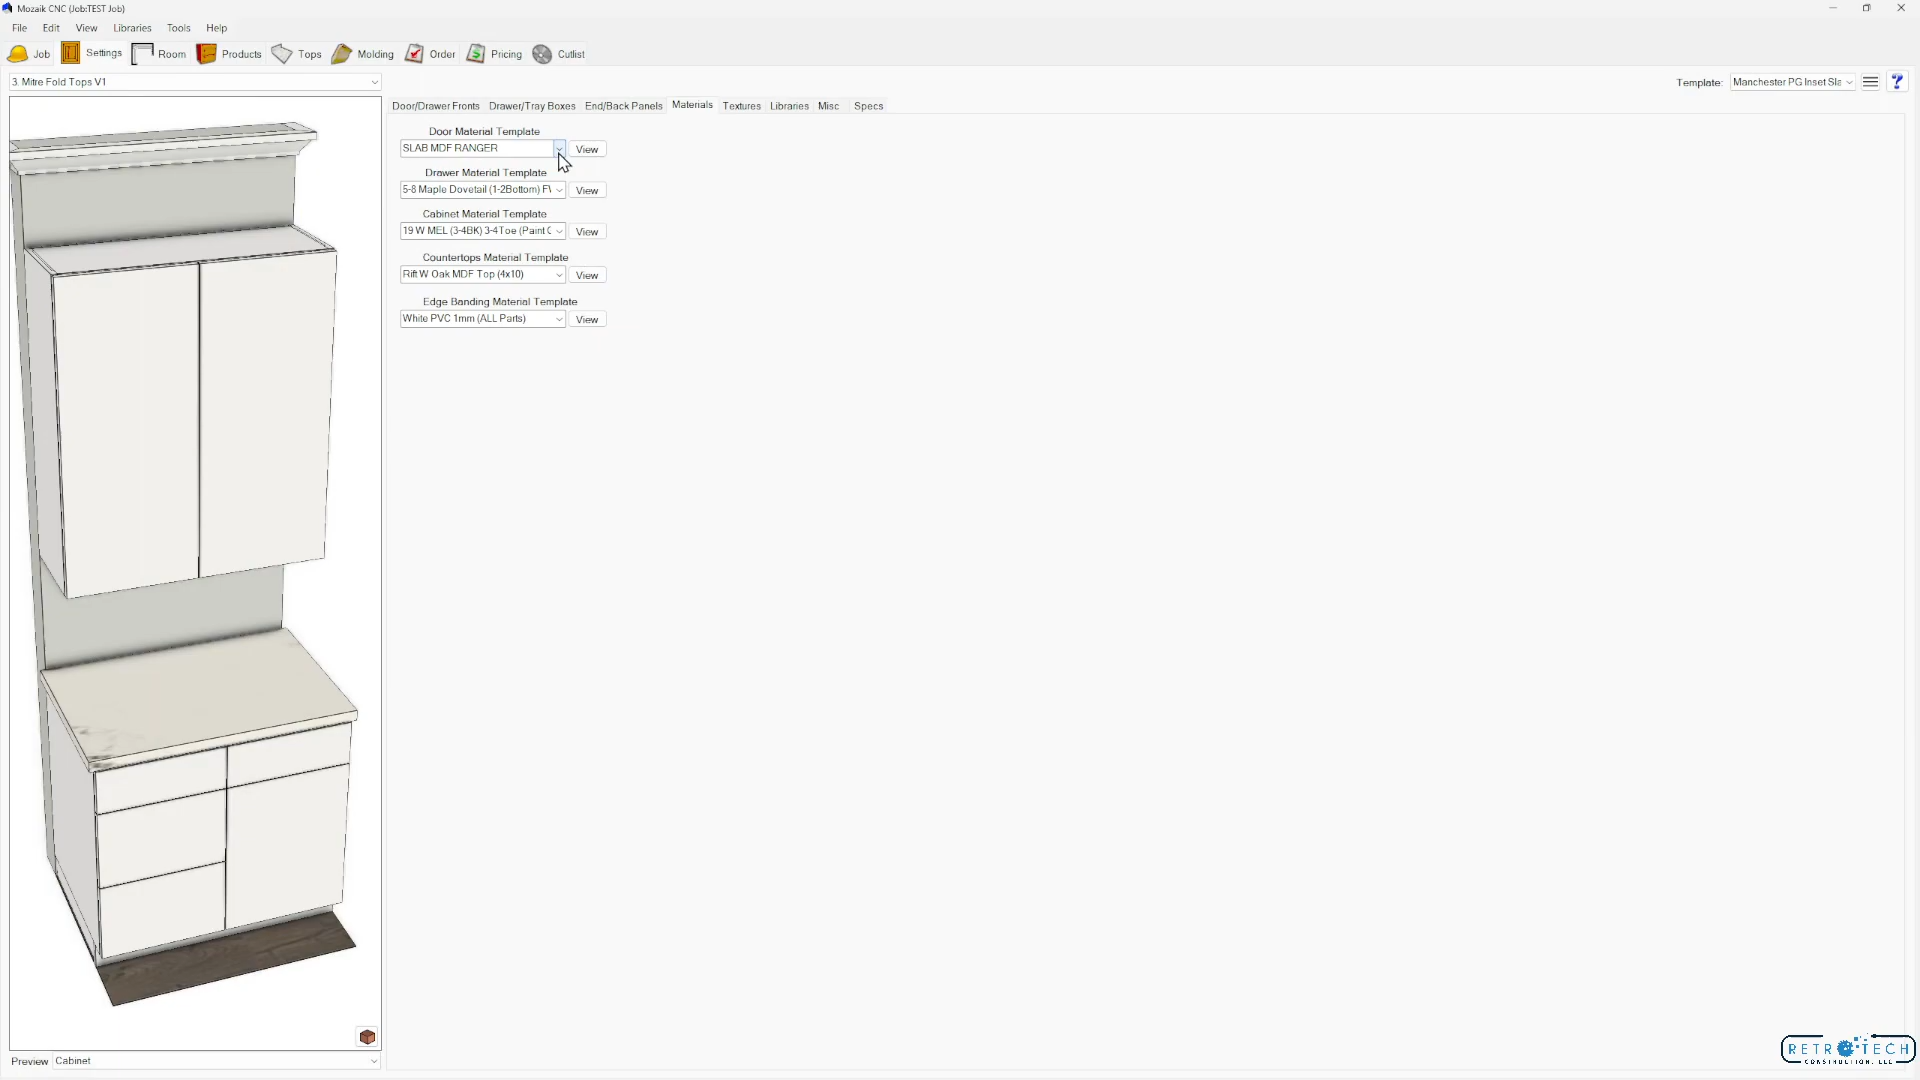 Mozaik CNC (Job:TEST Job)
File Edit View Libraries Tools Help
Job Settings Room Products Tops Molding Order Pricing Cutlist
3. Mitre Fold Tops V1
Template: Manchester PG Inset Sla
Door/Drawer Fronts Drawer/Tray Boxes End/Back Panels Materials Textures Libraries Misc Specs
Door Material Template
SLAB MDF RANGER View
Drawer Material Template
5-8 Maple Dovetail (1-2Bottom) FV View
Cabinet Material Template
19 W MEL (3-4BK) 3-4Toe (Paint C View
Countertops Material Template
Rift W Oak MDF Top (4x10) View
Edge Banding Material Template
White PVC 1mm (ALL Parts) View
Preview Cabinet
RETR TECH
CONSTRUCTION, LLC